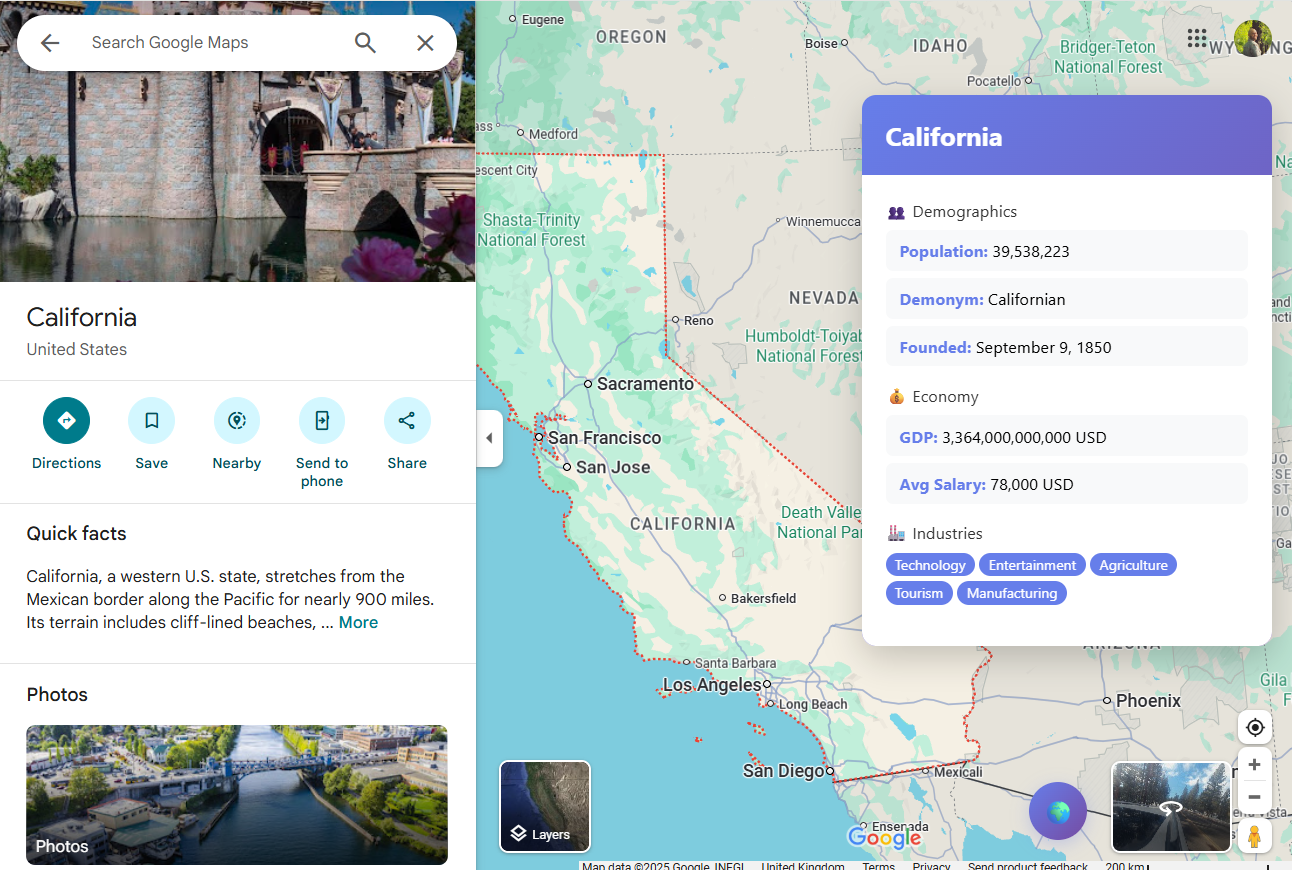 Search Google Maps
California
United States
Directions
Save
Nearby
Send to
phone
Share
Quick facts
California, a western U.S. state, stretches from the
Mexican border along the Pacific for nearly 900 miles.
Its terrain includes cliff-lined beaches, ... More
Photos
Photos
Eugene
OREGON
Boise
IDAHO
Bridger-Teton
National Forest
Pocatello
Medford
escent City
Shasta-Trinity
National Forest
Winnemucca
NEVADA
Reno
Humboldt-Toiyab
National Forest
Sacramento
San Francisco
San Jose
CALIFORNIA
Death Valle
National Pa
Bakersfield
Santa Barbara
Los Angeles
Long Beach
San Diego
Mexicali
Ensenada
ARIZONA
Phoenix
Gila
California
Demographics
Population: 39,538,223
Demonym: Californian
Founded: September 9, 1850
Economy
GDP: 3,364,000,000,000 USD
Avg Salary: 78,000 USD
Industries
Technology Entertainment Agriculture
Tourism Manufacturing
Layers
Google
Map data ©2025 Google, INEGI United Kingdom Terms Privacy Send product feedback 200 km